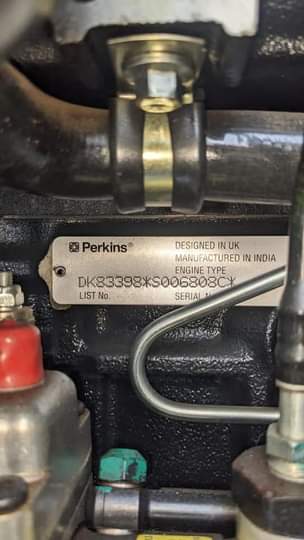 Perkins
DESIGNED IN UK
MANUFACTURED IN INDIA
ENGINE TYPE
DK83398*S006808C*
LIST No.
SERIAL